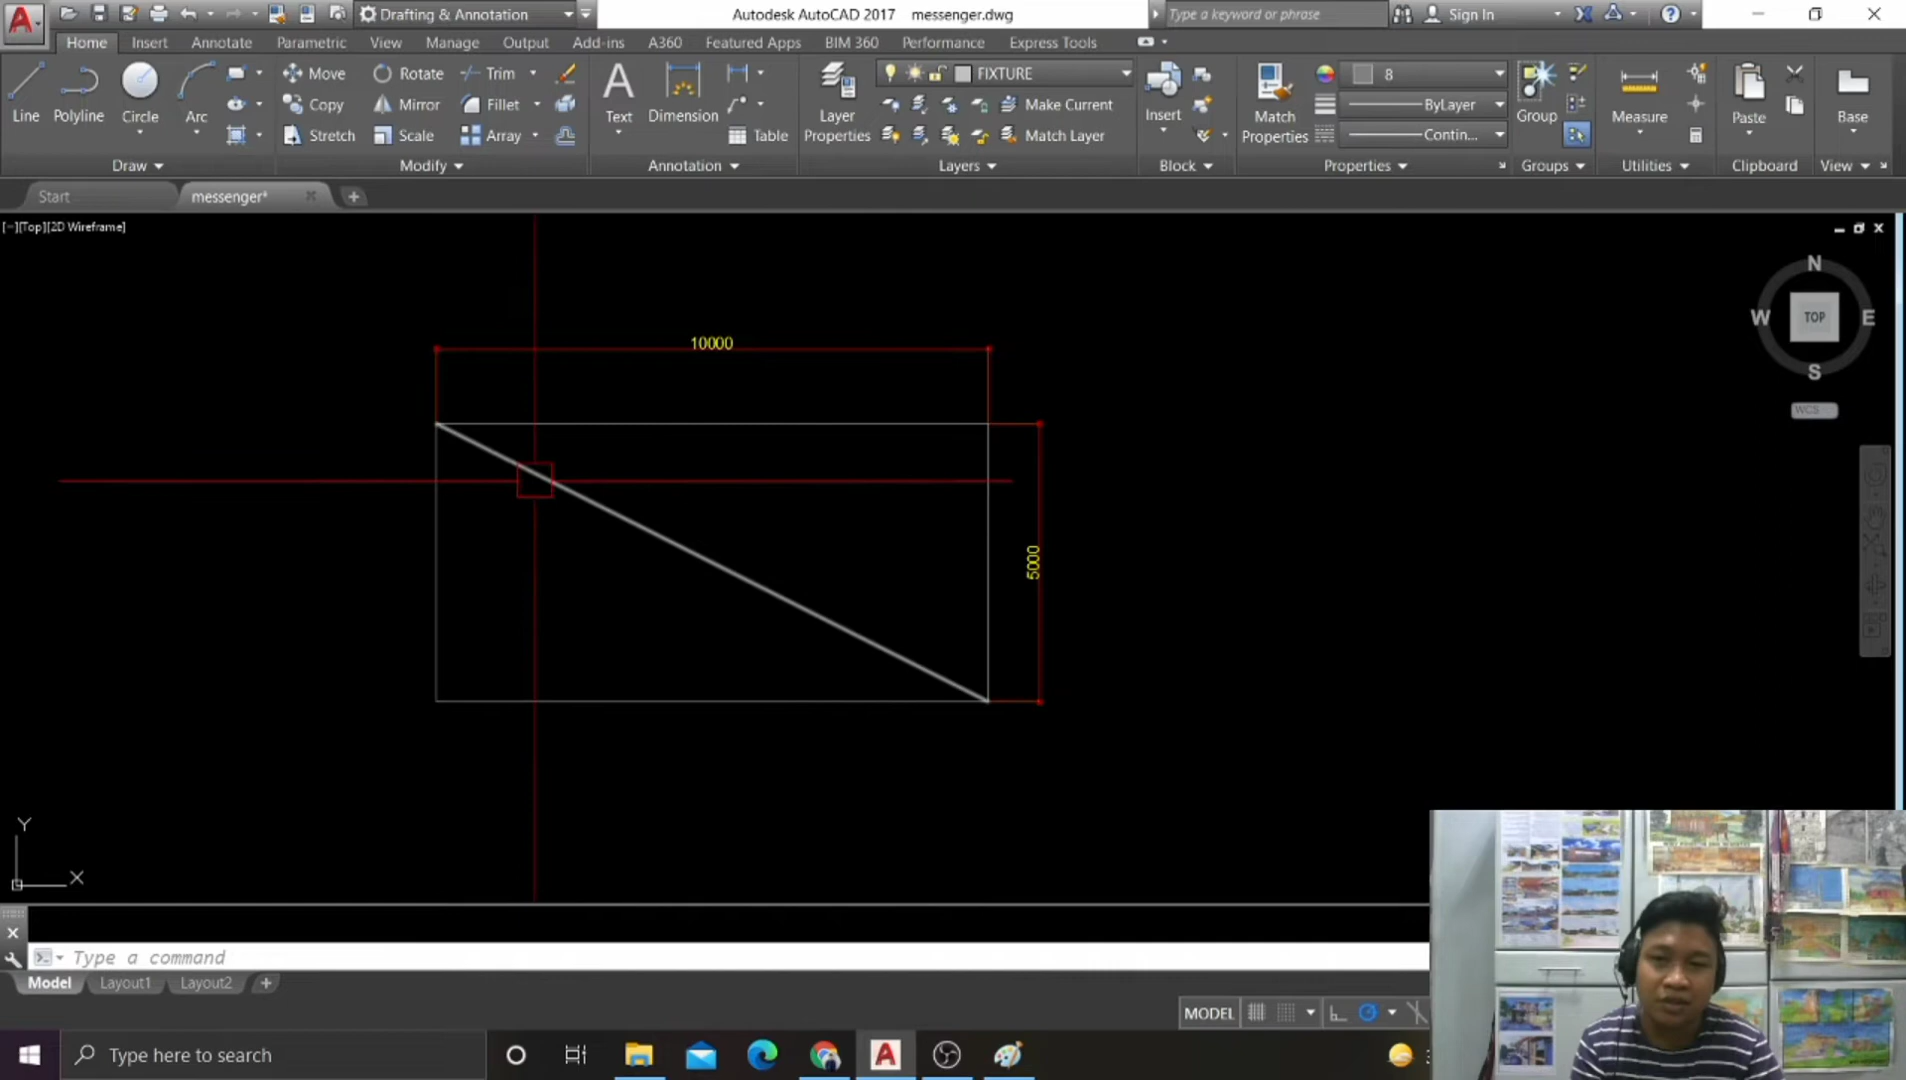 Drafting & Annotation
Autodesk AutoCAD 2017 messenger.dwg
Type a keyword or phrase
Sign In
Home Insert Annotate Parametric View Manage Output Add-ins A360 Featured Apps BIM 360 Performance Express Tools
Line
Polyline
Circle
Arc
Draw
Move
Rotate
Trim
Copy
Mirror
Fillet
Stretch
Scale
Array
Modify
Text
Dimension
Table
Annotation
Layer
Properties
FIXTURE
Make Current
Match Layer
Layers
Insert
Block
Match
Properties
8
ByLayer
Contin...
Properties
Group
Groups
Measure
Utilities
Paste
Clipboard
Base
View
Start
messenger*
[−][Top][2D Wireframe]
N
W
TOP
E
S
WCS
10000
5000
Y
X
Type a command
Model Layout1 Layout2
MODEL
Type here to search